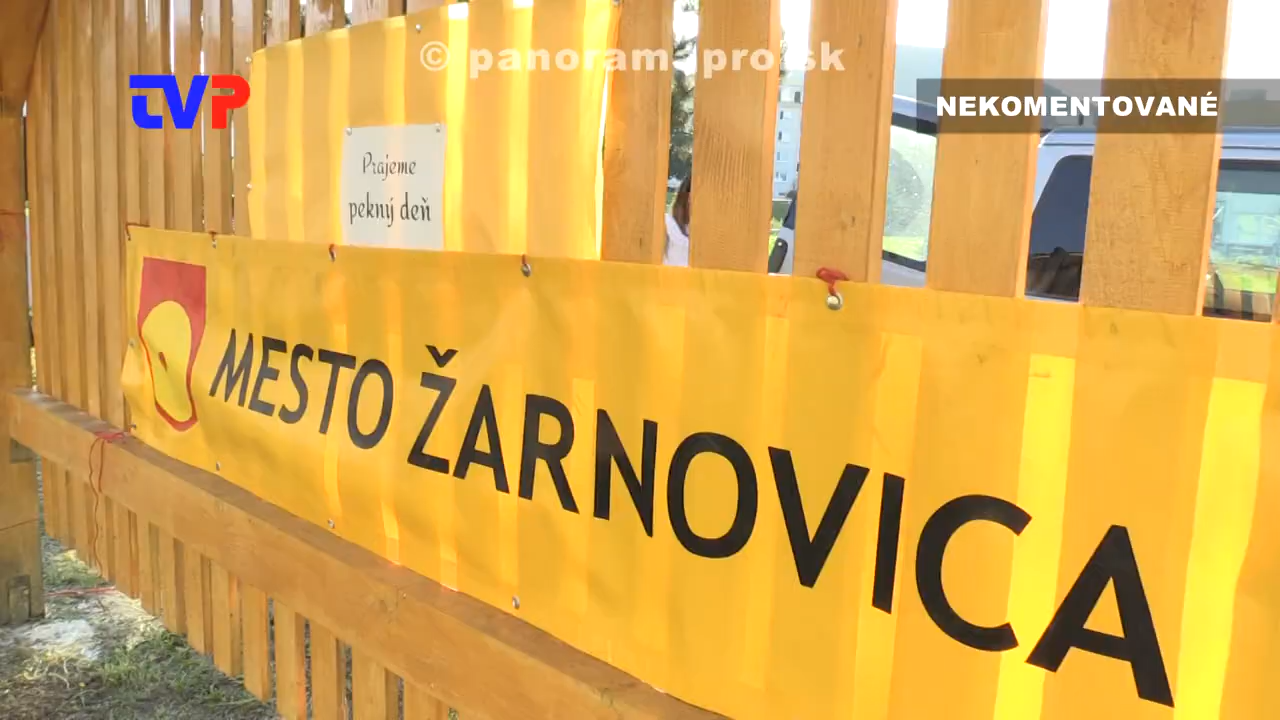 © panoramapro.sk
TVP
NEKOMENTOVANÉ
Prajeme
pekný deň
MESTO ŽARNOVICA